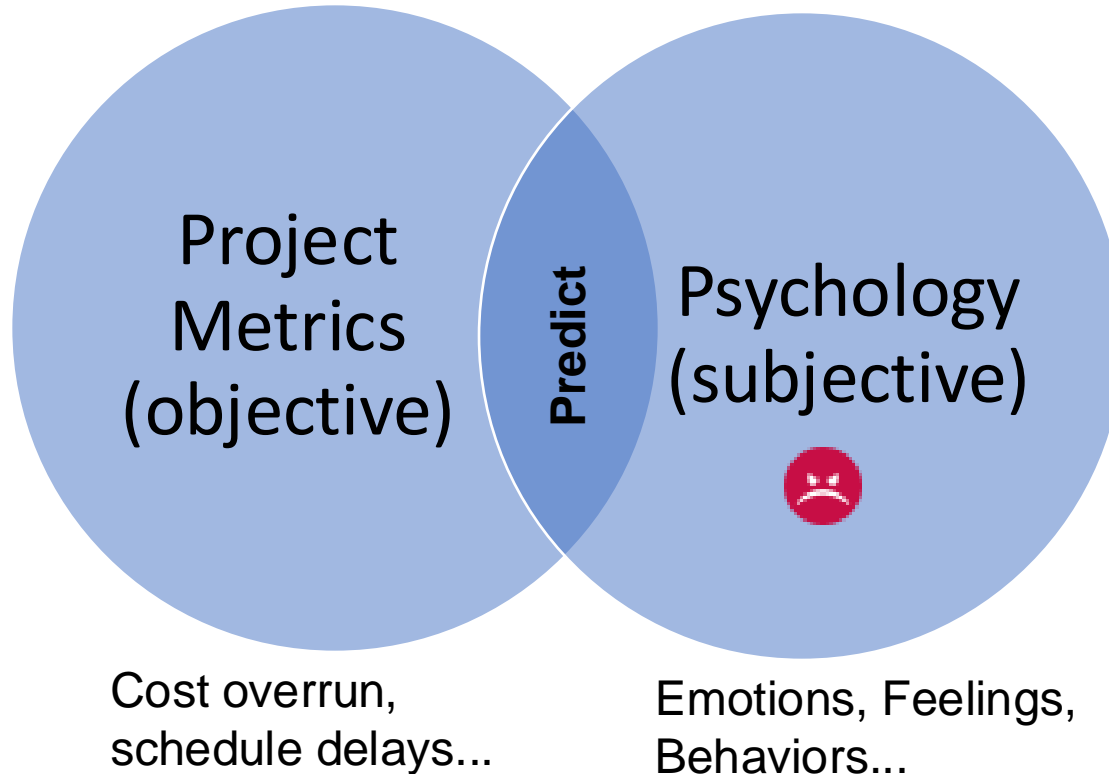 Project
Metrics
(objective)
Predict
Psychology
(subjective)
Cost overrun,
schedule delays...
Emotions, Feelings,
Behaviors...